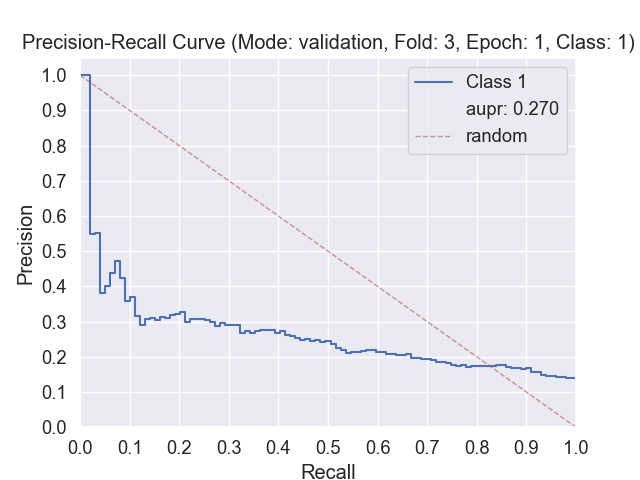 Precision-Recall Curve (Mode: validation, Fold: 3, Epoch: 1, Class: 1)
Class 1
aupr: 0.270
random
Precision
1.0
0.9
0.8
0.7
0.6
0.5
0.4
0.3
0.2
0.1
0.0
0.0 0.1 0.2 0.3 0.4 0.5 0.6 0.7 0.8 0.9 1.0
Recall